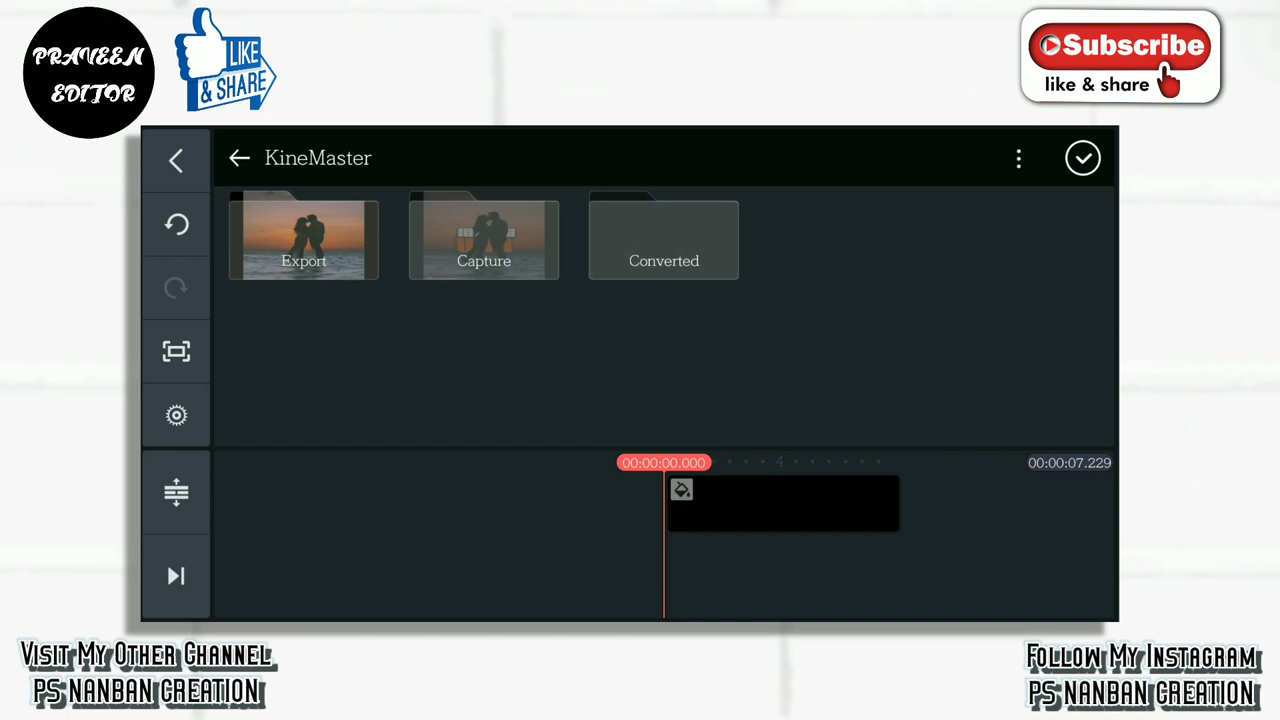 PRAVEEN
EDITOR
LIKE
& SHARE
Subscribe
like & share
KineMaster
Export
Capture
Converted
00:00:00.000
4
00:00:07.229
VISIT MY OTHER CHANNEL
PS NANBAN CREATION
FOLLOW MY INSTAGRAM
PS NANBAN CREATION